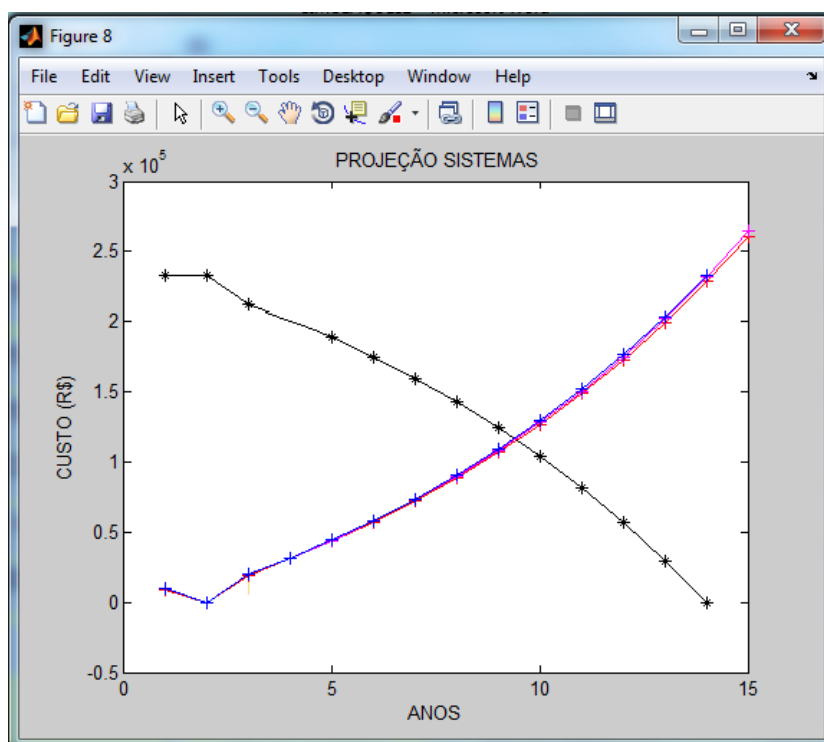 Figure 8
File Edit View Insert Tools Desktop Window Help
x 10^5
PROJEÇÃO SISTEMAS
3
2.5
2
1.5
1
0.5
0
-0.5
CUSTO (R$)
0 5 10 15
ANOS